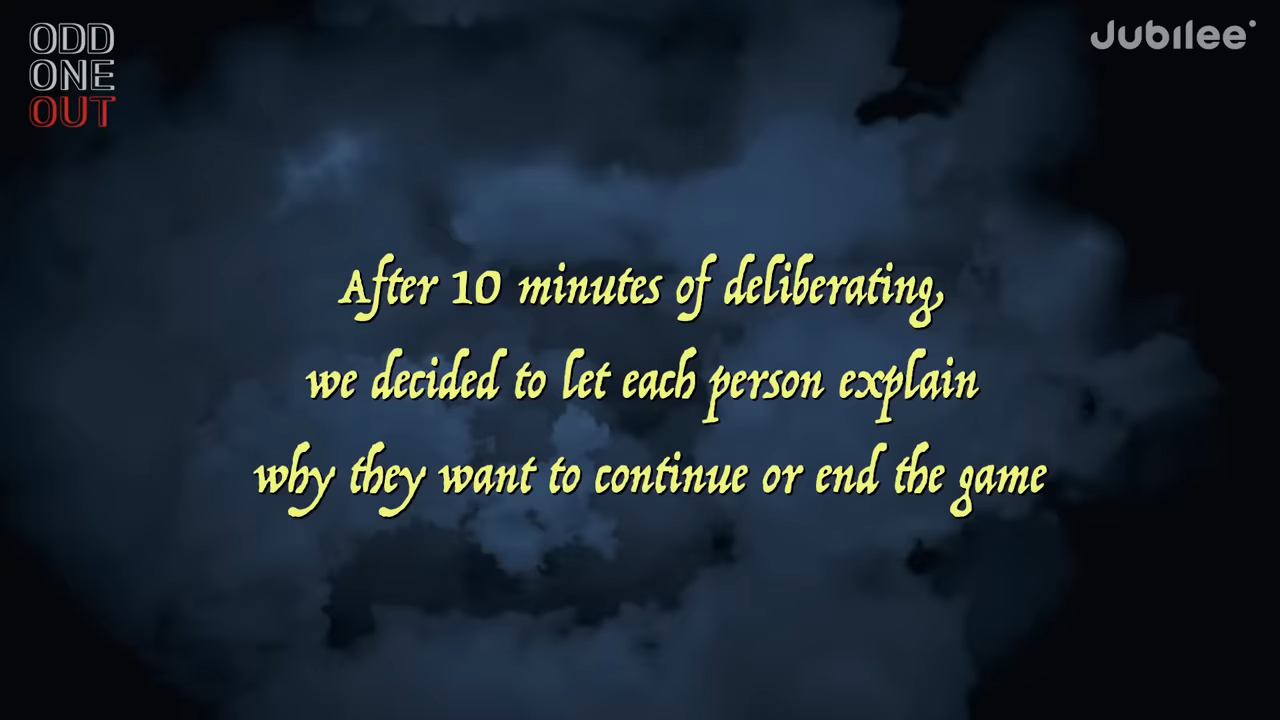 ODD
ONE
OUT
Jubilee
After 10 minutes of deliberating,
we decided to let each person explain
why they want to continue or end the game